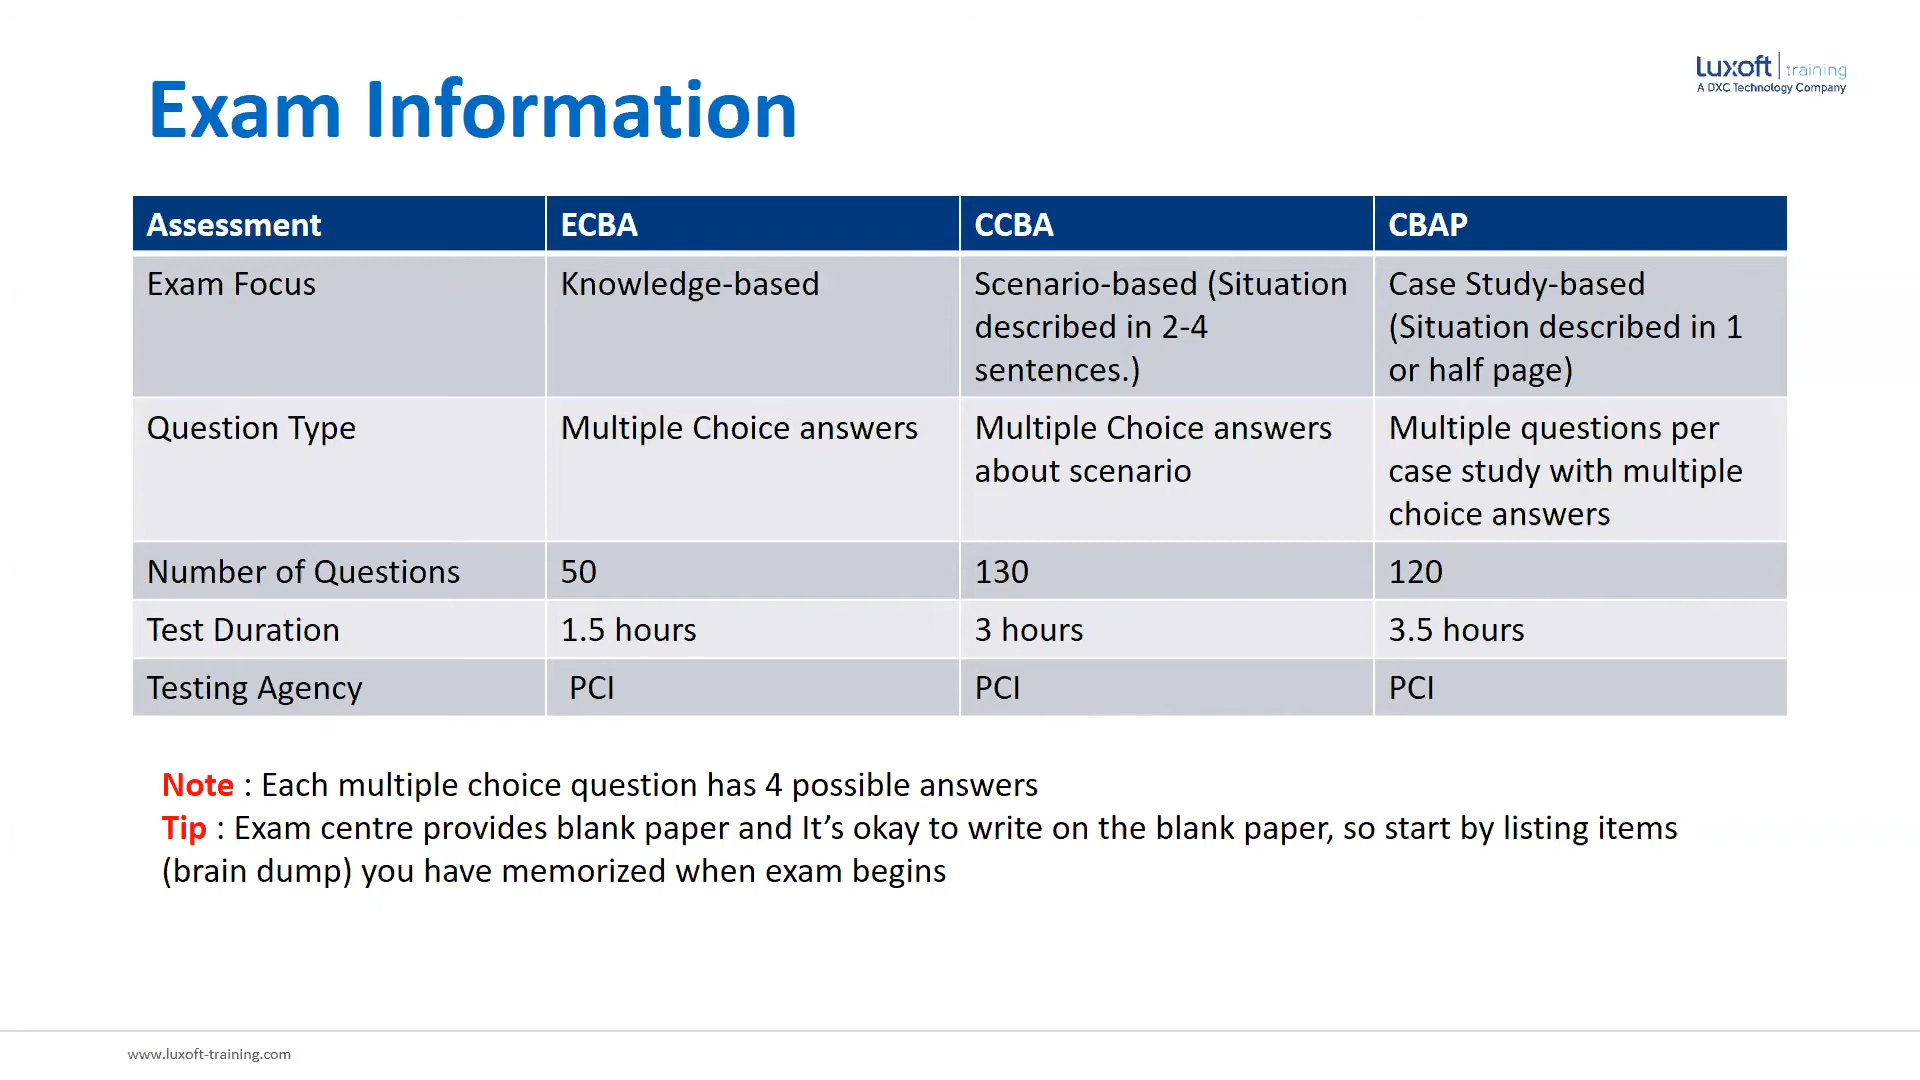 Exam Information
luxoft | training
A DXC Technology Company
Assessment ECBA CCBA CBAP
Exam Focus Knowledge-based Scenario-based (Situation described in 2-4 sentences.) Case Study-based (Situation described in 1 or half page)
Question Type Multiple Choice answers Multiple Choice answers about scenario Multiple questions per case study with multiple choice answers
Number of Questions 50 130 120
Test Duration 1.5 hours 3 hours 3.5 hours
Testing Agency PCI PCI PCI
Note : Each multiple choice question has 4 possible answers
Tip : Exam centre provides blank paper and It’s okay to write on the blank paper, so start by listing items
(brain dump) you have memorized when exam begins
www.luxoft-training.com